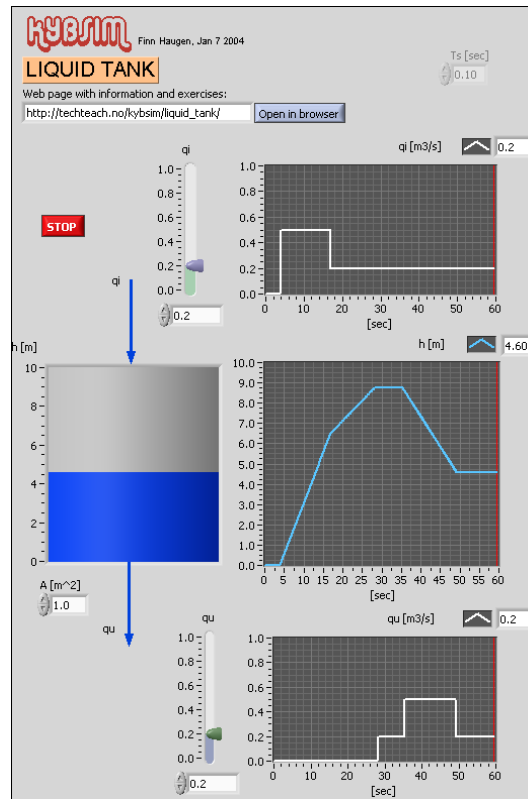 KYBSIM Finn Haugen, Jan 7 2004
Ts [sec]
0.10
LIQUID TANK
Web page with information and exercises:
http://techteach.no/kybsim/liquid_tank/ Open in browser
qi
qi [m3/s] 0.2
1.0
0.8
0.6
0.4
0.2
0.0
0.2
STOP
qi
1.0
0.8
0.6
0.4
0.2
0.0
0 10 20 30 40 50 60
[sec]
h [m]
10
8
6
4
2
0
h [m] 4.60
10.0
9.0
8.0
7.0
6.0
5.0
4.0
3.0
2.0
1.0
0.0
0 5 10 15 20 25 30 35 40 45 50 55 60
[sec]
A [m^2]
1.0
qu
qu
1.0
0.8
0.6
0.4
0.2
0.0
0.2
qu [m3/s] 0.2
1.0
0.8
0.6
0.4
0.2
0.0
0 10 20 30 40 50 60
[sec]